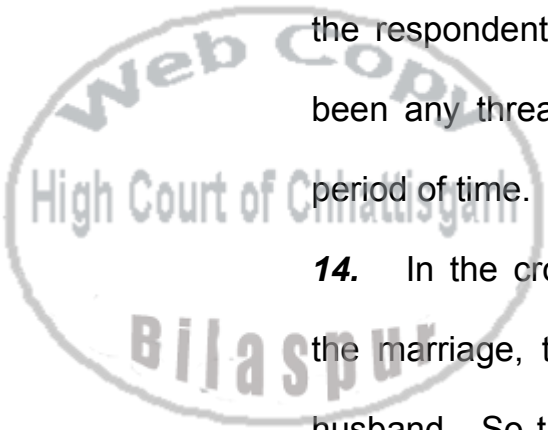 the respondent
been any threa
period of time.
14. In the cro
the marriage, t
husband. So t
Web Copy
High Court of Chhattisgarh
Bilaspur